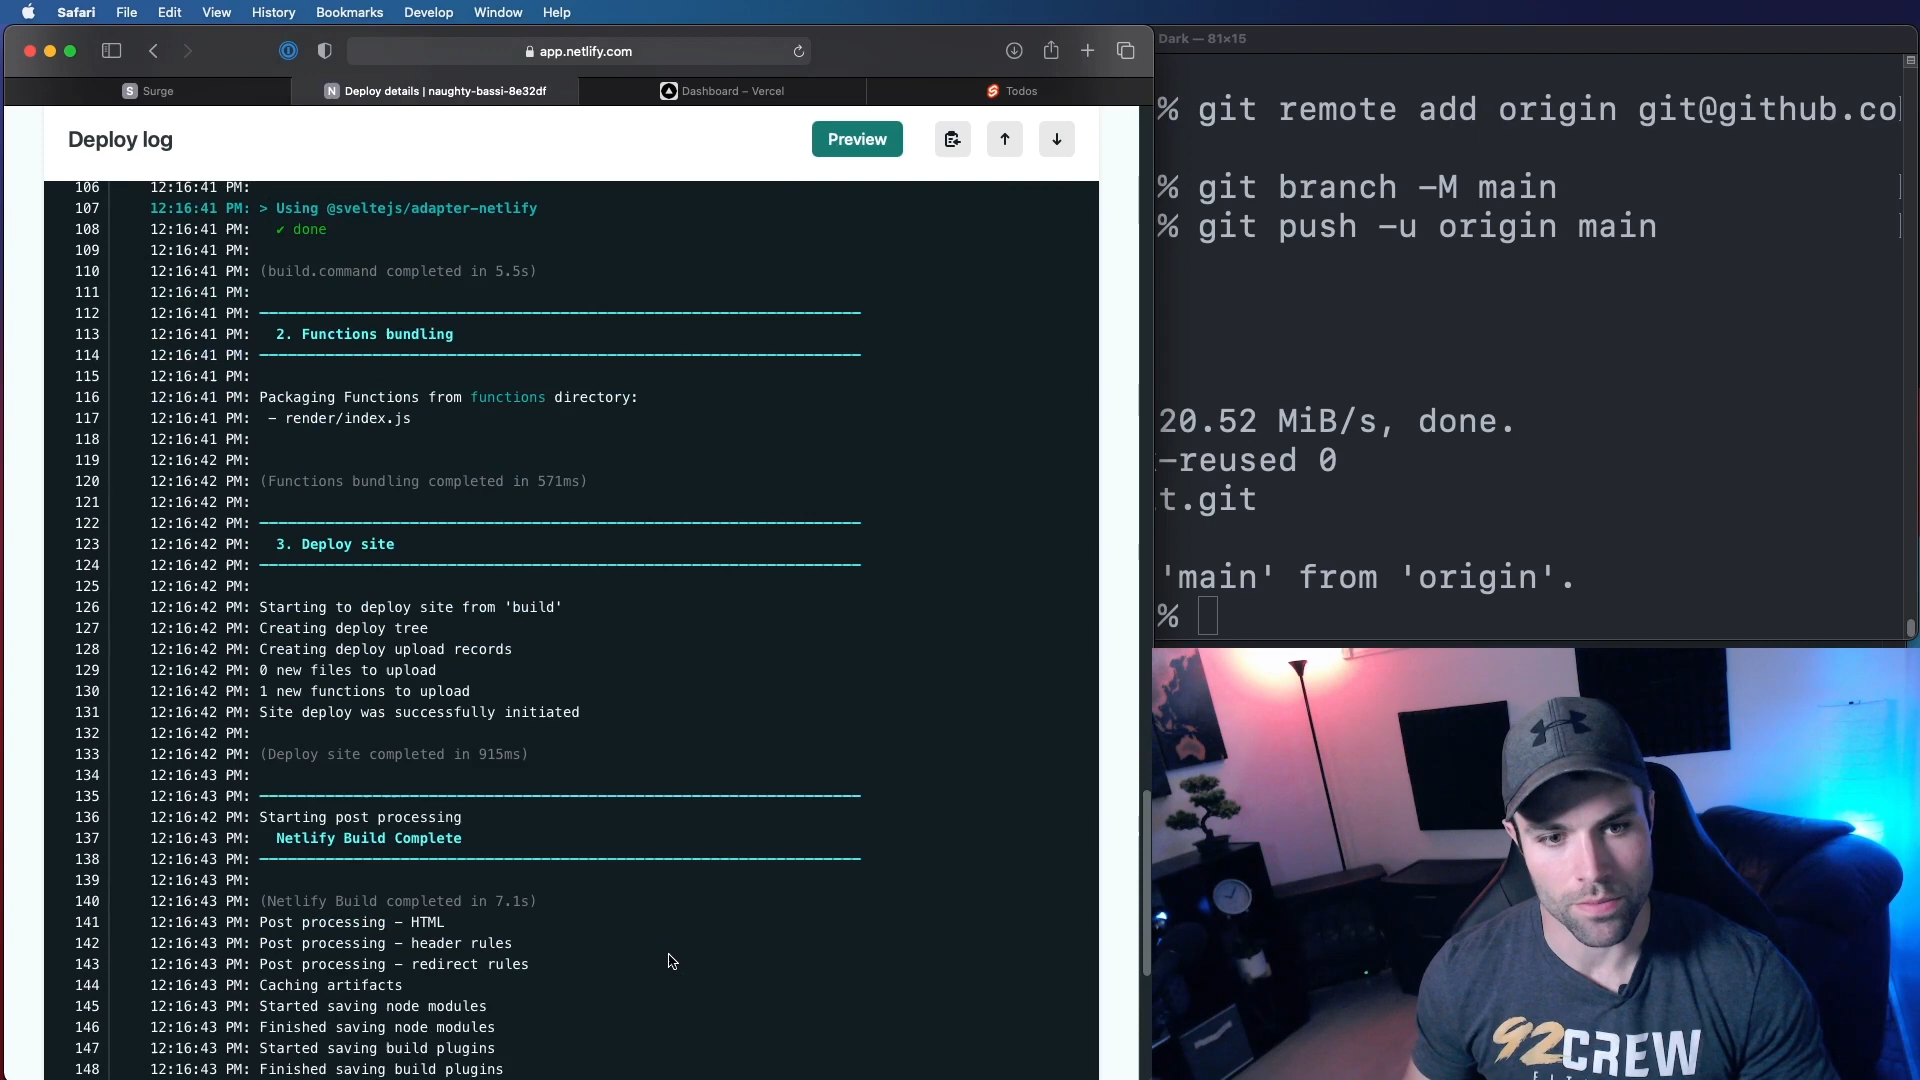 Safari File Edit View History Bookmarks Develop Window Help
app.netlify.com
S Surge
N Deploy details | naughty-bassi-8e32df
Dashboard – Vercel
Todos
Deploy log
Preview
106 12:16:41 PM:
107 12:16:41 PM: > Using @sveltejs/adapter-netlify
108 12:16:41 PM: ✔ done
109 12:16:41 PM:
110 12:16:41 PM: (build.command completed in 5.5s)
111 12:16:41 PM:
112 12:16:41 PM:
113 12:16:41 PM: 2. Functions bundling
114 12:16:41 PM:
115 12:16:41 PM:
116 12:16:41 PM: Packaging Functions from functions directory:
117 12:16:41 PM: - render/index.js
118 12:16:41 PM:
119 12:16:42 PM:
120 12:16:42 PM: (Functions bundling completed in 571ms)
121 12:16:42 PM:
122 12:16:42 PM:
123 12:16:42 PM: 3. Deploy site
124 12:16:42 PM:
125 12:16:42 PM:
126 12:16:42 PM: Starting to deploy site from 'build'
127 12:16:42 PM: Creating deploy tree
128 12:16:42 PM: Creating deploy upload records
129 12:16:42 PM: 0 new files to upload
130 12:16:42 PM: 1 new functions to upload
131 12:16:42 PM: Site deploy was successfully initiated
132 12:16:42 PM:
133 12:16:42 PM: (Deploy site completed in 915ms)
134 12:16:43 PM:
135 12:16:43 PM:
136 12:16:42 PM: Starting post processing
137 12:16:43 PM: Netlify Build Complete
138 12:16:43 PM:
139 12:16:43 PM:
140 12:16:43 PM: (Netlify Build completed in 7.1s)
141 12:16:43 PM: Post processing - HTML
142 12:16:43 PM: Post processing - header rules
143 12:16:43 PM: Post processing - redirect rules
144 12:16:43 PM: Caching artifacts
145 12:16:43 PM: Started saving node modules
146 12:16:43 PM: Finished saving node modules
147 12:16:43 PM: Started saving build plugins
148 12:16:43 PM: Finished saving build plugins
Dark — 81×15
% git remote add origin git@github.co
% git branch -M main
% git push -u origin main
20.52 MiB/s, done.
-reused 0
t.git
'main' from 'origin'.
%
92CREW